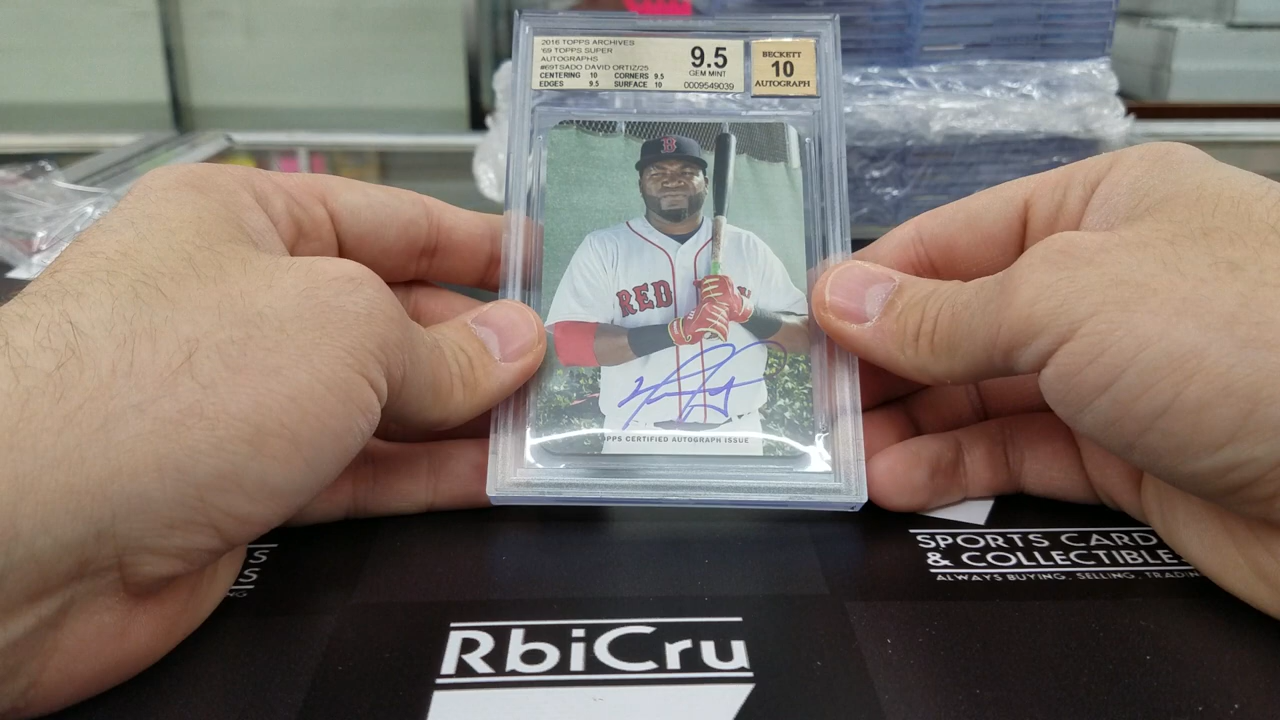 2016 TOPPS ARCHIVES
'69 TOPPS SUPER
AUTOGRAPHS
#69TSADO DAVID ORTIZ/25
CENTERING 10 CORNERS 9.5
EDGES 9.5 SURFACE 10
9.5
GEM MINT
0009549039
BECKETT
10
AUTOGRAPH
B
RED
OPPS CERTIFIED AUTOGRAPH ISSUE
SPORTS CARD
& COLLECTIBLES
ALWAYS BUYING, SELLING, TRADIN
RbiCru